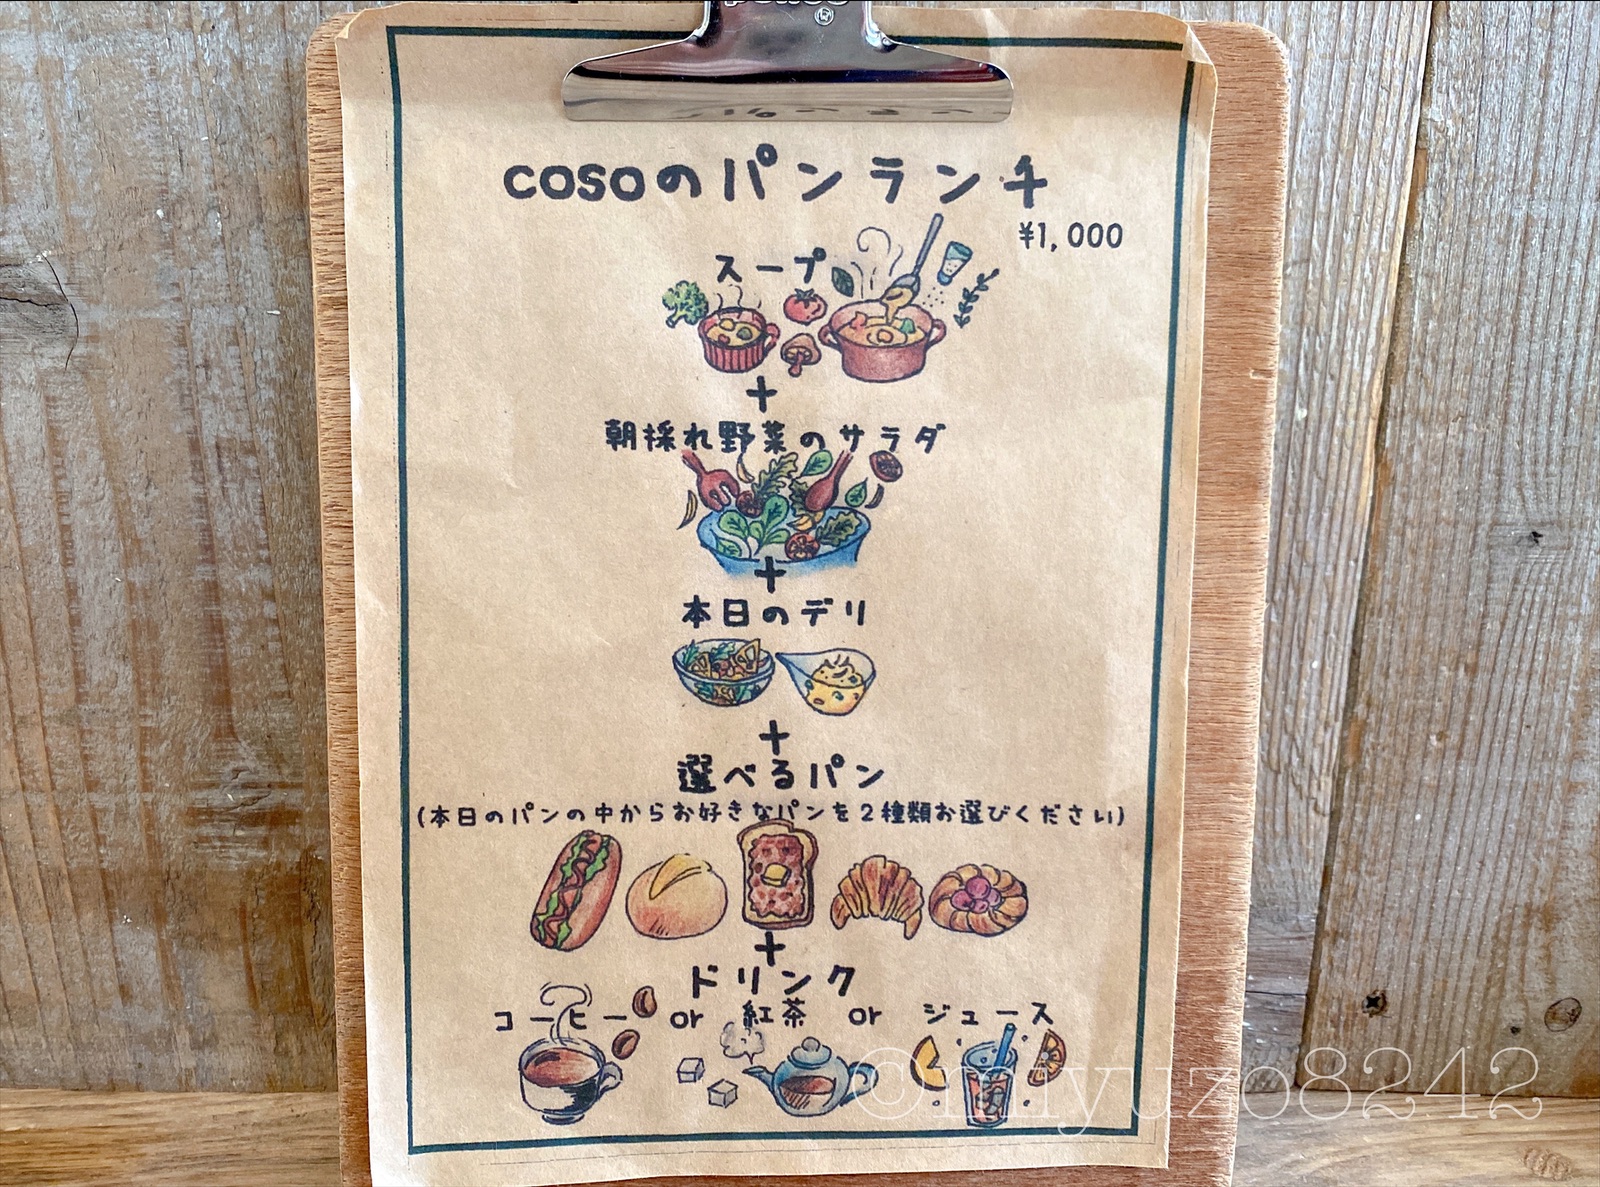 cosoのパンランチ
¥1,000
スープ
+
朝採れ野菜のサラダ
+
本日のデリ
+
選べるパン
(本日のパンの中からお好きなパンを2種類お選びください)
+
ドリンク
コーヒー or 紅茶 or ジュース
©miyuzo8242